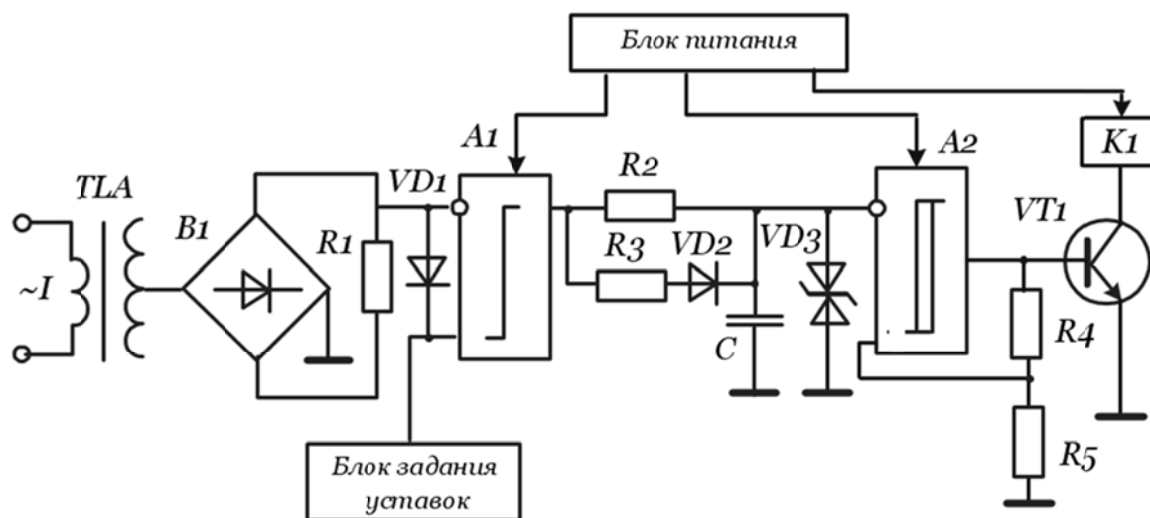 Блок питания
A1
A2
K1
TLA
B1
R1
VD1
R2
R3
VD2
VD3
VT1
~I
C
R4
R5
Блок задания
уставок